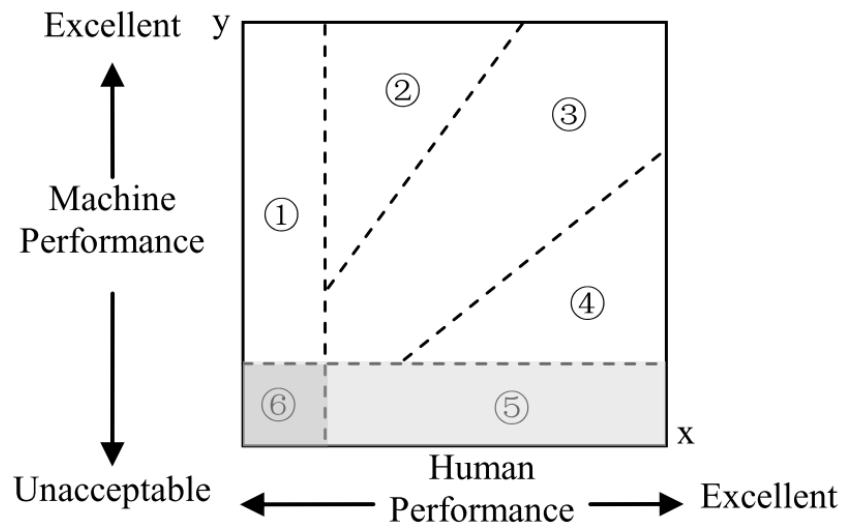 Excellent
y
②
③
Machine
Performance
①
④
⑥
⑤
x
Unacceptable
Human
Performance
Excellent